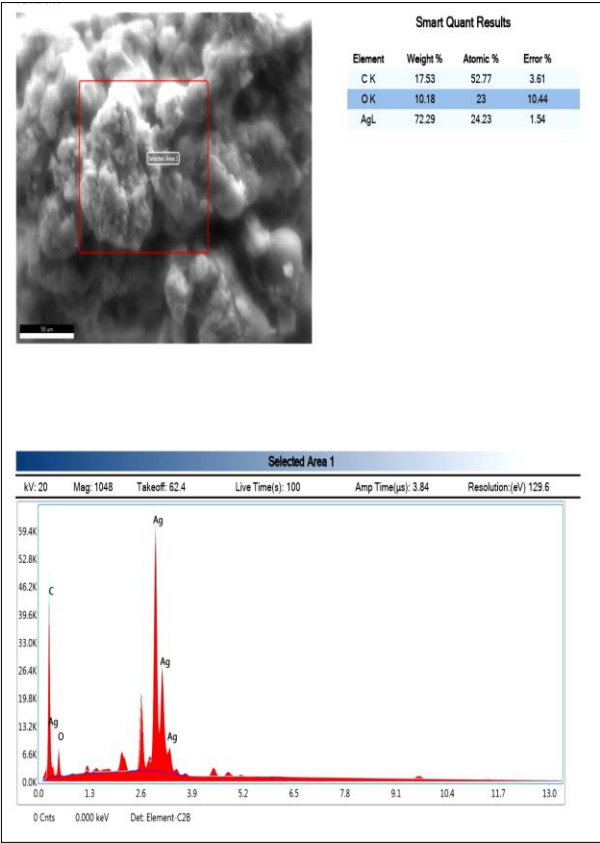 Smart Quant Results
Element Weight % Atomic % Error %
C K 17.53 52.77 3.61
O K 10.18 23 10.44
AgL 72.29 24.23 1.54
Selected Area 1
50 um
Selected Area 1
kV: 20 Mag: 1048 Takeoff: 62.4 Live Time(s): 100 Amp Time(µs): 3.84 Resolution:(eV) 129.6
Ag
59.4K
52.8K
C
46.2K
39.6K
33.0K
Ag
26.4K
19.8K
Ag
Ag
13.2K
O
6.6K
0.0K
0.0 1.3 2.6 3.9 5.2 6.5 7.8 9.1 10.4 11.7 13.0
0 Cnts 0.000 keV Det: Element-C2B